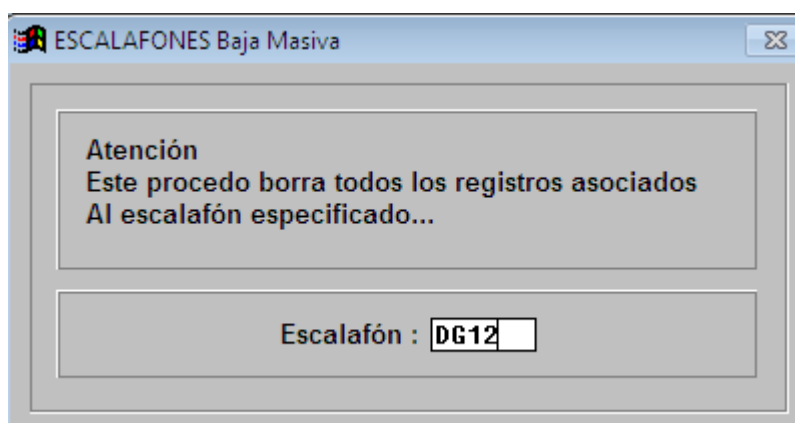 ESCALAFONES Baja Masiva
Atención
Este procedo borra todos los registros asociados
Al escalafón especificado...
Escalafón : DG12